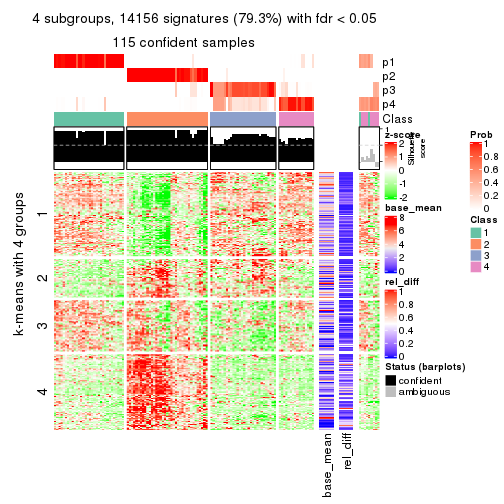 4 subgroups, 14156 signatures (79.3%) with fdr < 0.05
115 confident samples
p1
p2
p3
p4
Class
1
Silhouette
score
z-score
2
1
0
-1
-2
Prob
1
0.8
0.6
0.4
0.2
0
base_mean
8
6
4
2
0
Class
1
2
3
4
rel_diff
1
0.8
0.6
0.4
0.2
0
Status (barplots)
confident
ambiguous
k-means with 4 groups
1
2
3
4
base_mean
rel_diff